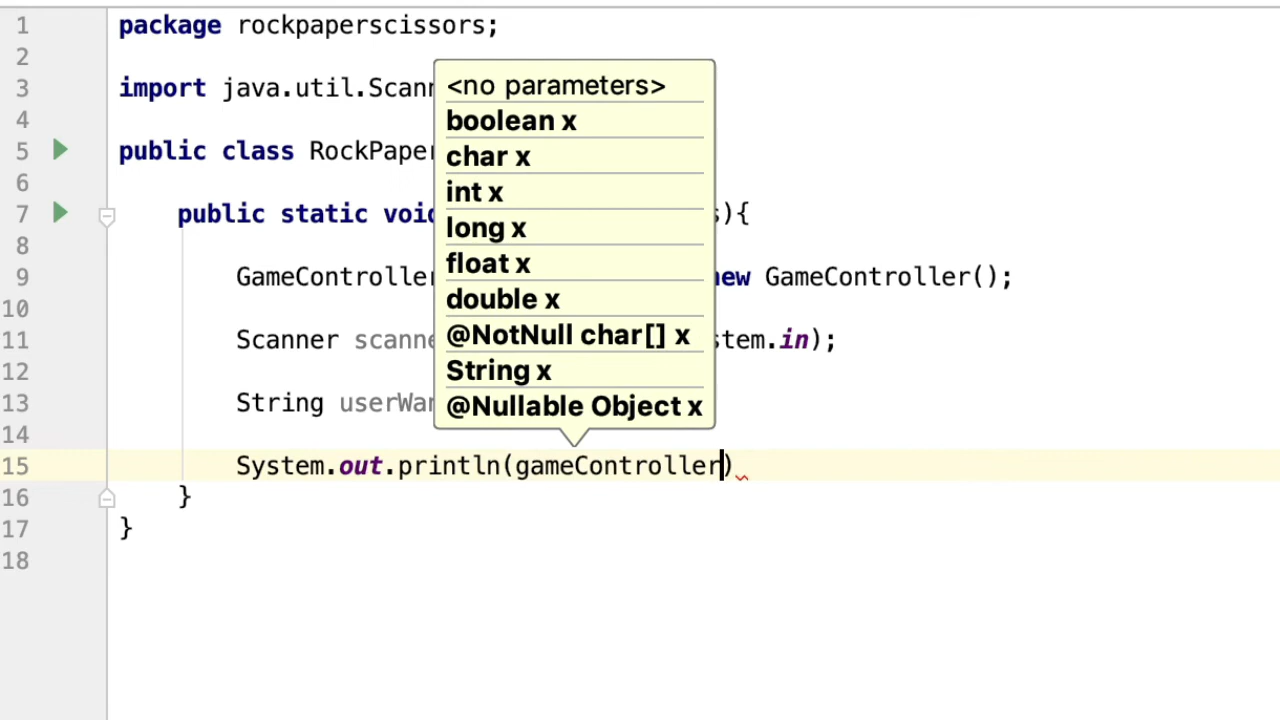 1 package rockpaperscissors;
2
3 import java.util.Scann
4
5 public class RockPaper
6
7 public static void s){
8
9 GameController new GameController();
10
11 Scanner scanne stem.in);
12
13 String userWan
14
15 System.out.println(gameController)
16 }
17 }
18
<no parameters>
boolean x
char x
int x
long x
float x
double x
@NotNull char[] x
String x
@Nullable Object x